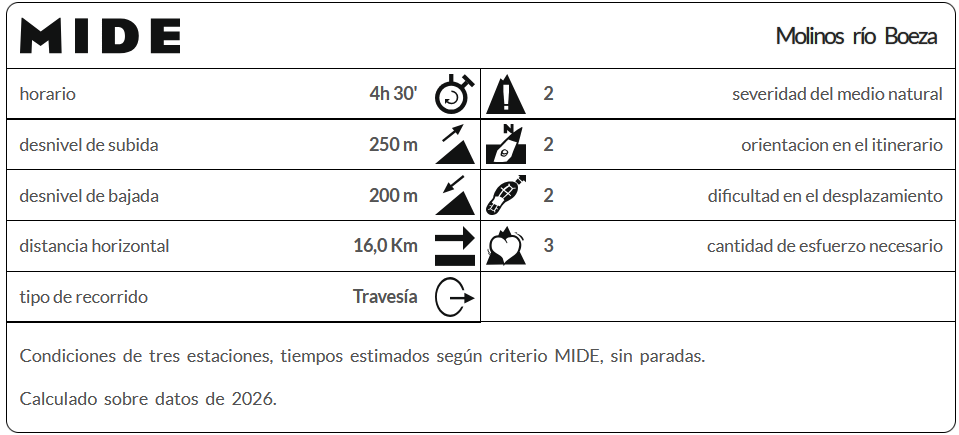 MIDE
Molinos río Boeza
horario 4h 30' 2 severidad del medio natural
desnivel de subida 250 m N 2 orientacion en el itinerario
desnivel de bajada 200 m 2 dificultad en el desplazamiento
distancia horizontal 16,0 Km 3 cantidad de esfuerzo necesario
tipo de recorrido Travesía
Condiciones de tres estaciones, tiempos estimados según criterio MIDE, sin paradas.
Calculado sobre datos de 2026.